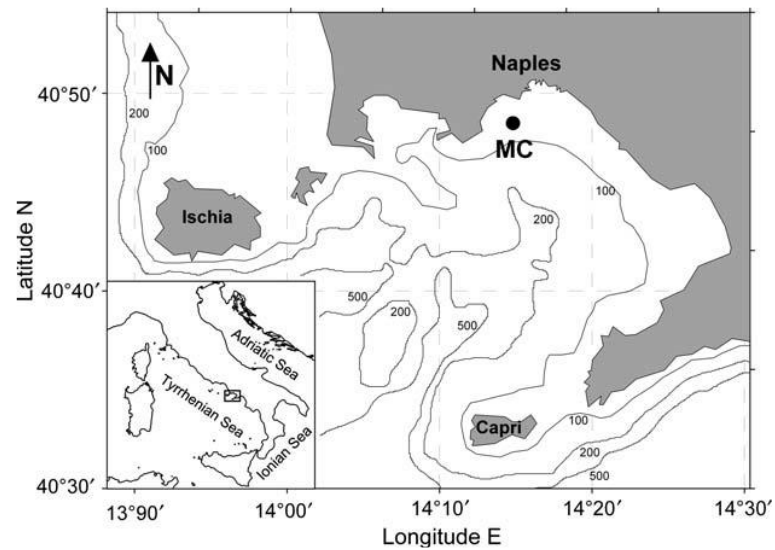 Naples
N
40°50′
200
MC
100
100
Ischia
200
Latitude N
40°40′
500
200
500
Adriatic Sea
Tyrrhenian Sea
Ionian Sea
Capri
100
200
500
40°30′
13°90′
14°00′
14°10′
14°20′
14°30′
Longitude E